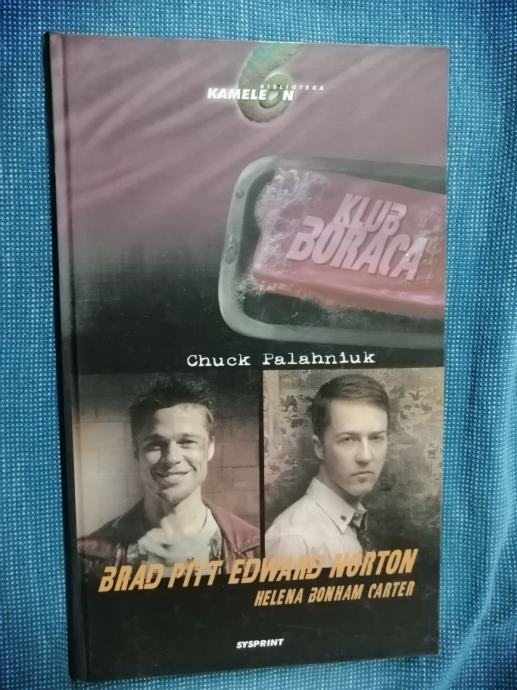 BIBLIOTEKA
KAMELEON
KLUB
BORACA
Chuck Palahniuk
BRAD PITT EDWARD NORTON
HELENA BONHAM CARTER
SYSPRINT